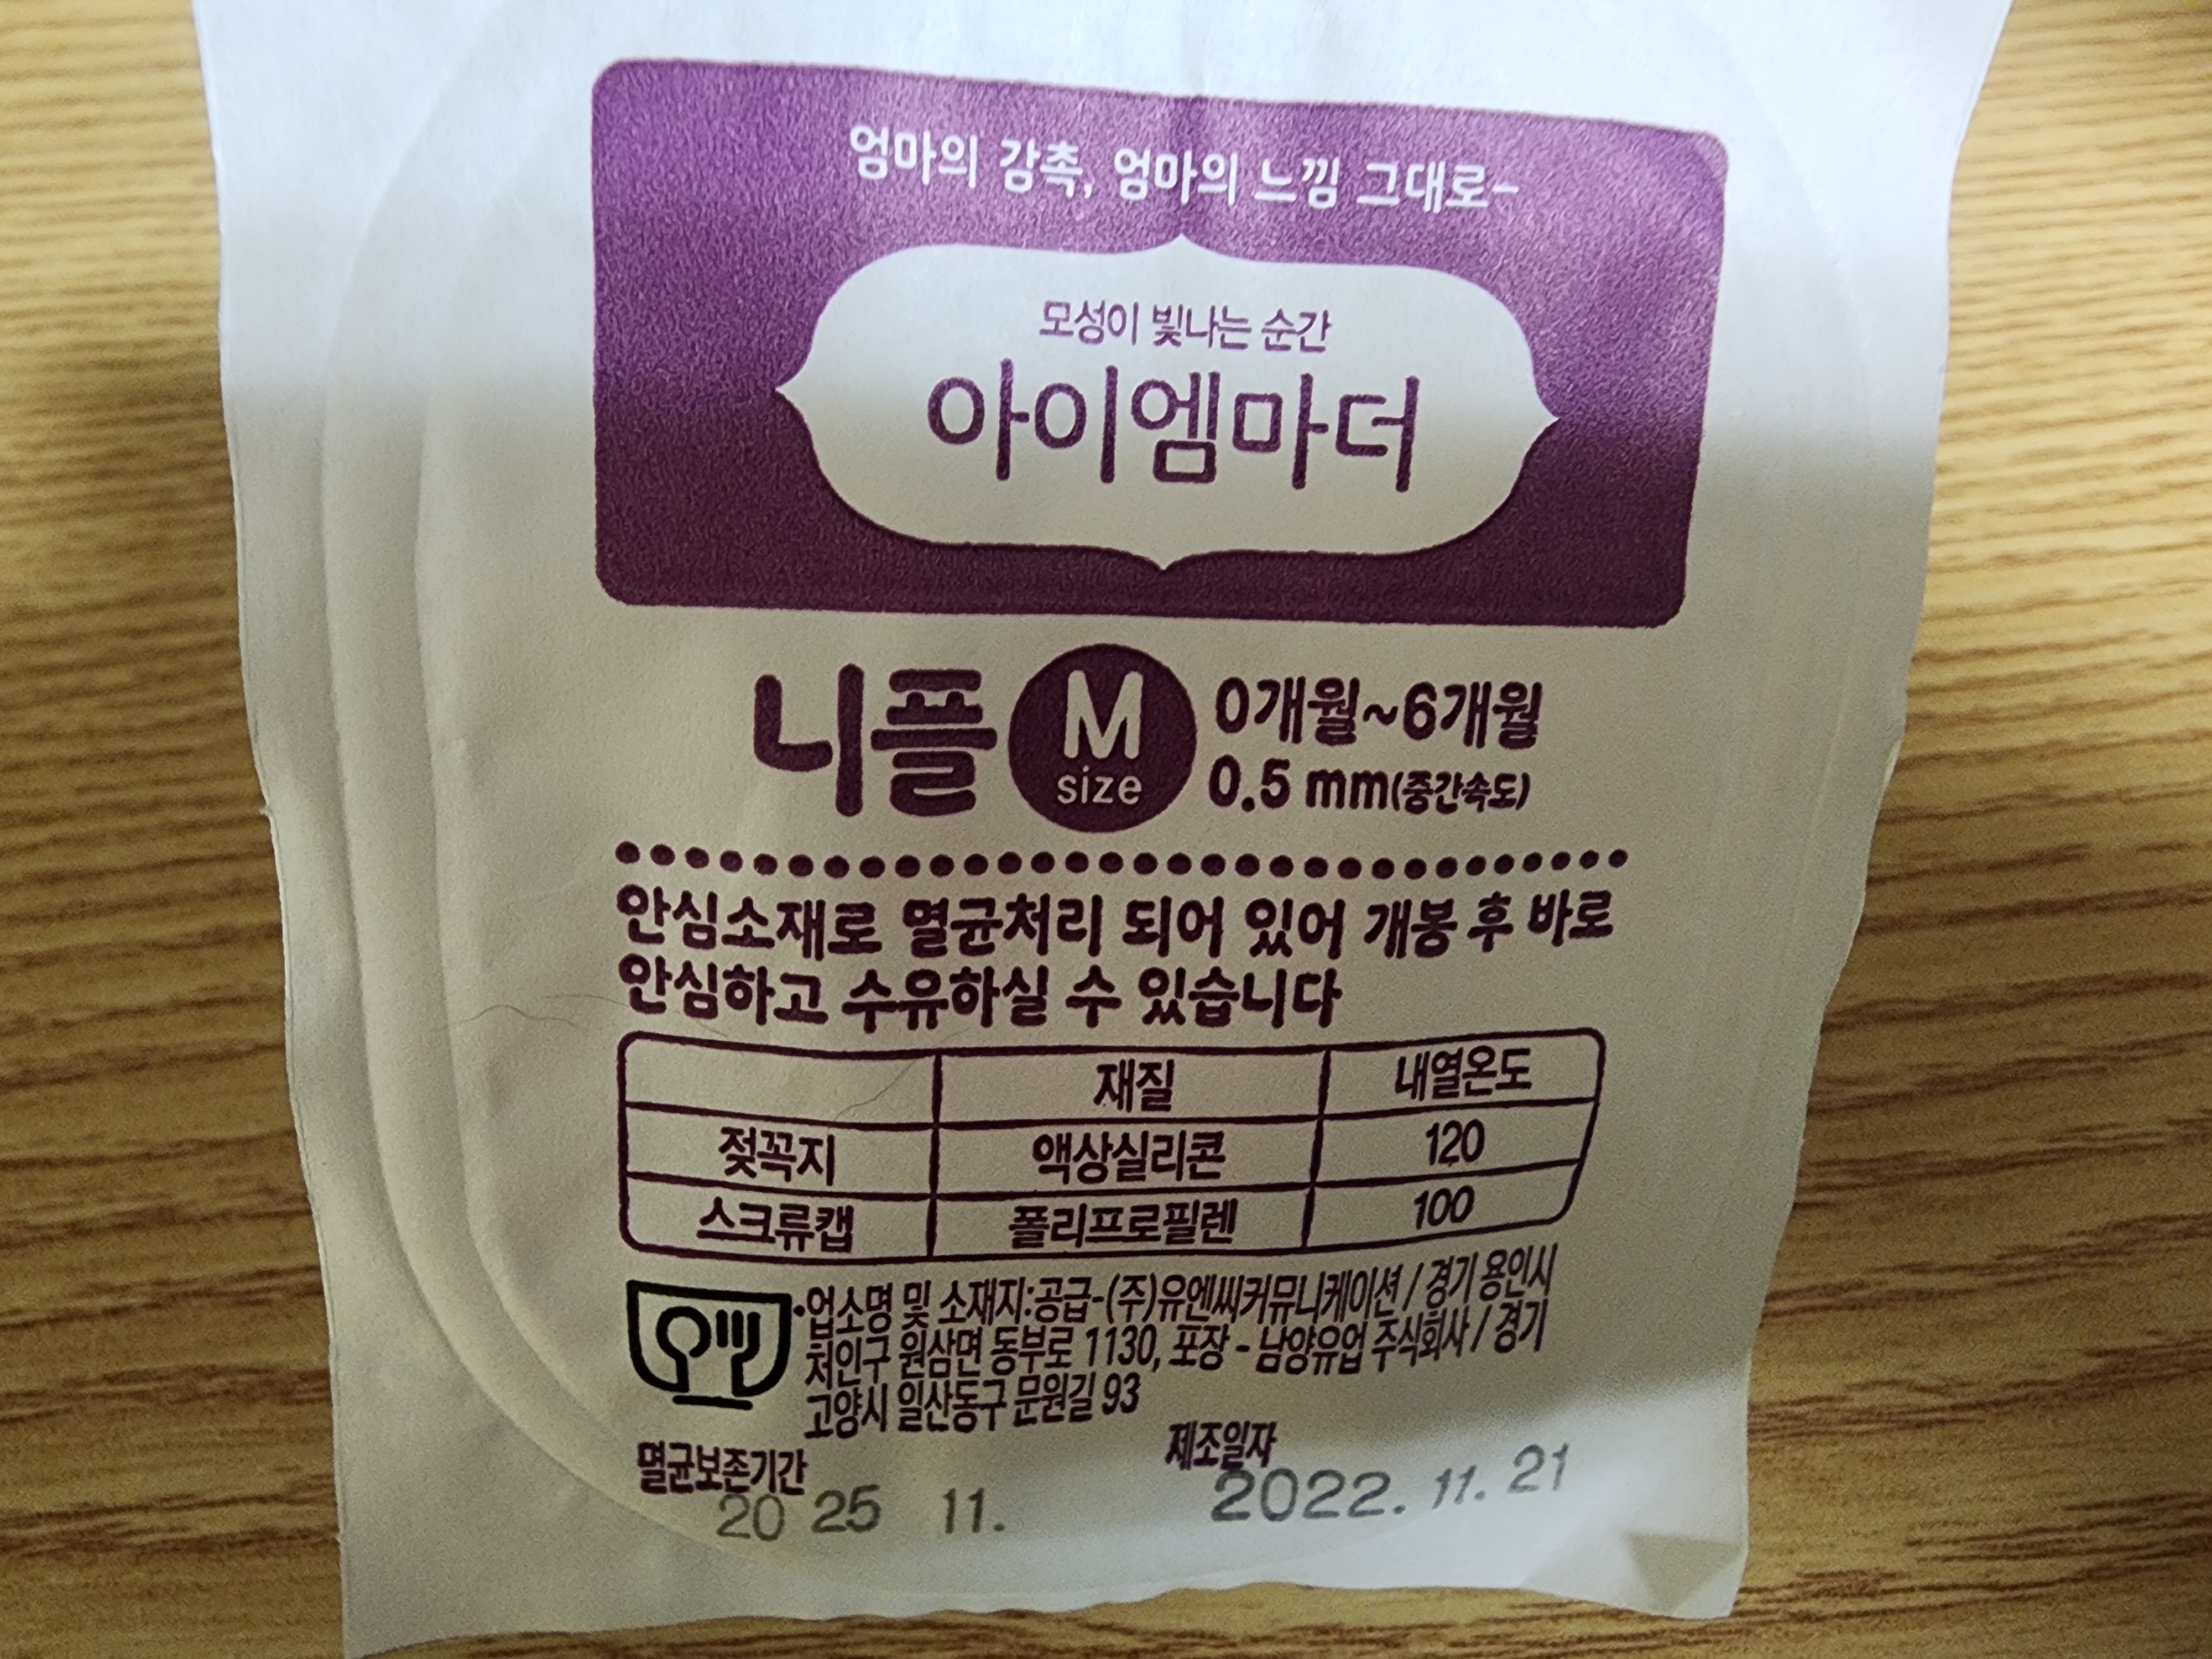 엄마의 감촉, 엄마의 느낌 그대로-
모성이 빛나는 순간
아이엠마더
니플 M size 0개월~6개월
0.5 mm(중간속도)
안심소재로 멸균처리 되어 있어 개봉 후 바로
안심하고 수유하실 수 있습니다
재질 내열온도
젖꼭지 액상실리콘 120
스크류캡 폴리프로필렌 100
•업소명 및 소재지:공급-(주)유엔씨커뮤니케이션 / 경기 용인시
처인구 원삼면 동부로 1130, 포장 - 남양유업 주식회사 / 경기
고양시 일산동구 문원길 93
멸균보존기간 제조일자
20 25 11. 2022. 11. 21